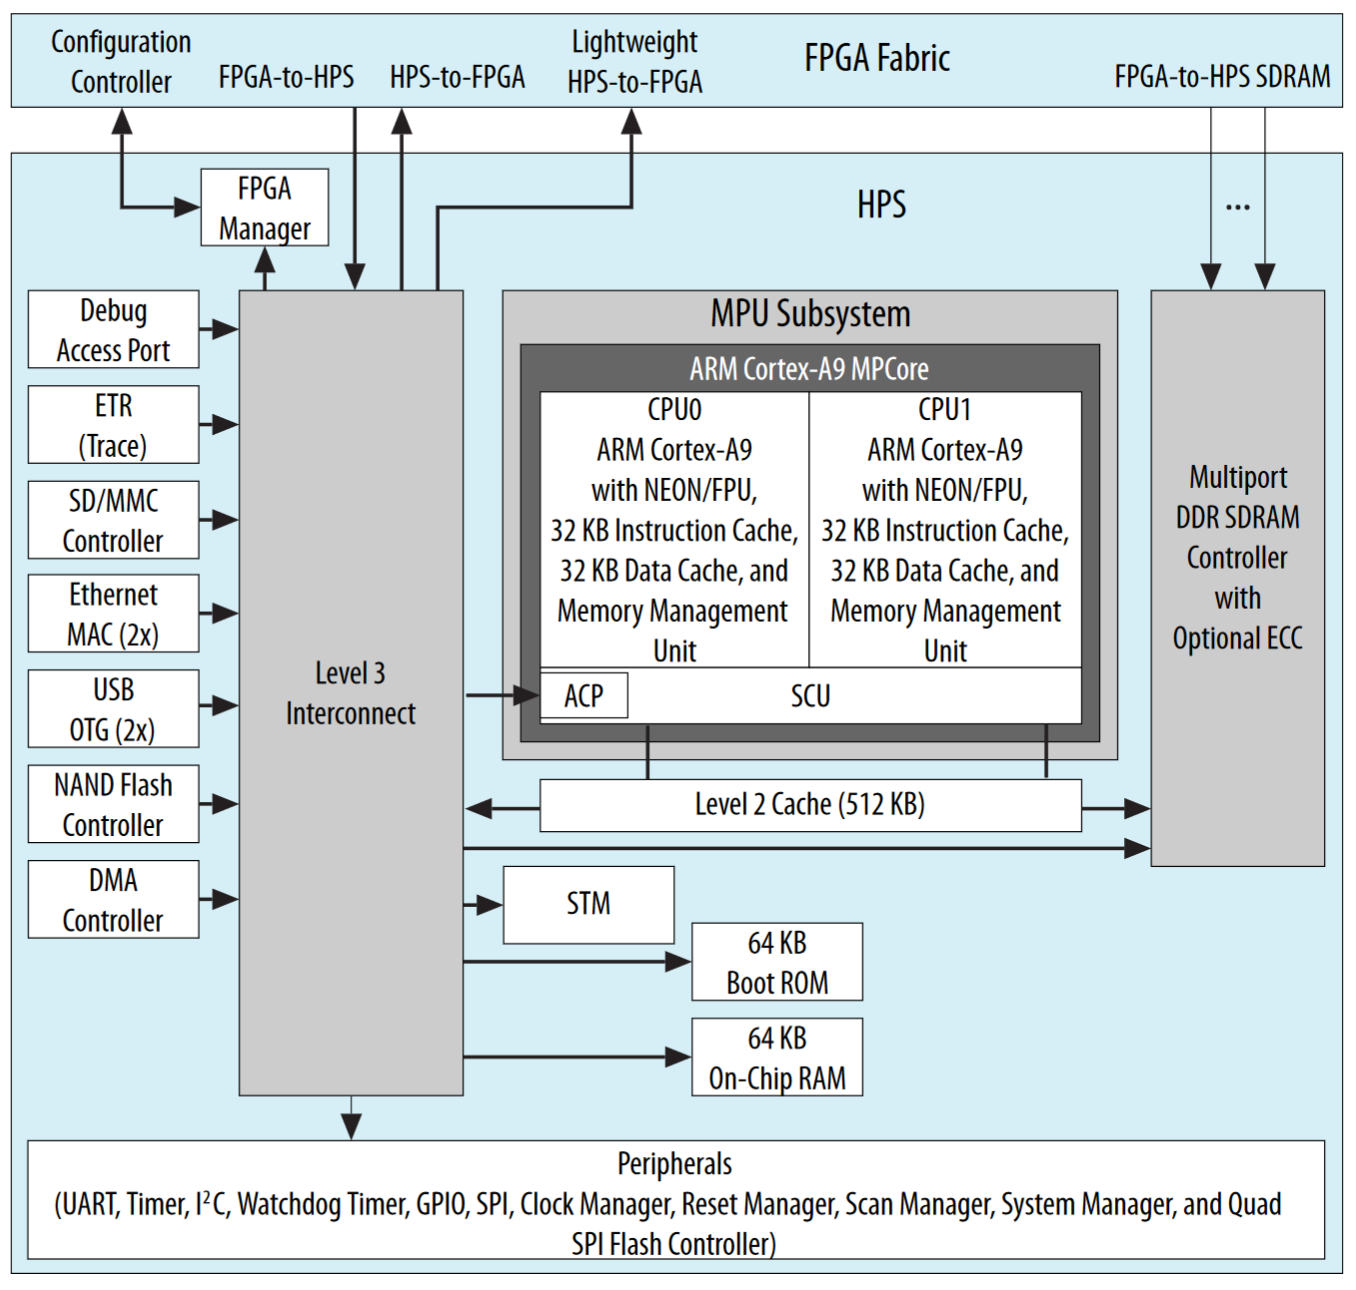 Configuration
Controller
FPGA-to-HPS
HPS-to-FPGA
Lightweight
HPS-to-FPGA
FPGA Fabric
FPGA-to-HPS SDRAM
FPGA
Manager
HPS
...
Debug
Access Port
ETR
(Trace)
SD/MMC
Controller
Ethernet
MAC (2x)
USB
OTG (2x)
NAND Flash
Controller
DMA
Controller
Level 3
Interconnect
MPU Subsystem
ARM Cortex-A9 MPCore
CPU0
ARM Cortex-A9
with NEON/FPU,
32 KB Instruction Cache,
32 KB Data Cache, and
Memory Management
Unit
CPU1
ARM Cortex-A9
with NEON/FPU,
32 KB Instruction Cache,
32 KB Data Cache, and
Memory Management
Unit
ACP
SCU
Level 2 Cache (512 KB)
Multiport
DDR SDRAM
Controller
with
Optional ECC
STM
64 KB
Boot ROM
64 KB
On-Chip RAM
Peripherals
(UART, Timer, I²C, Watchdog Timer, GPIO, SPI, Clock Manager, Reset Manager, Scan Manager, System Manager, and Quad
SPI Flash Controller)